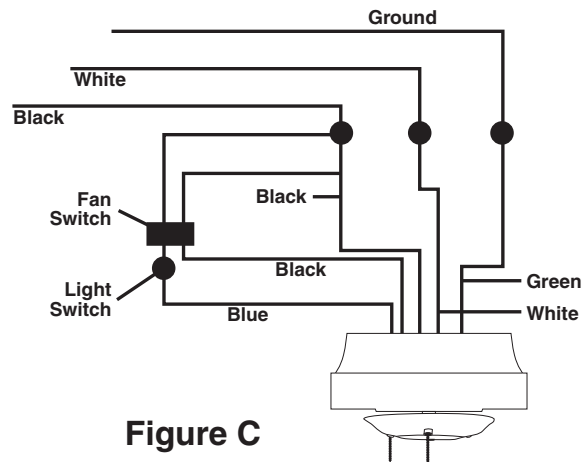 Ground
White
Black
Fan
Switch
Black
Black
Green
Light
Switch
Blue
White
Figure C